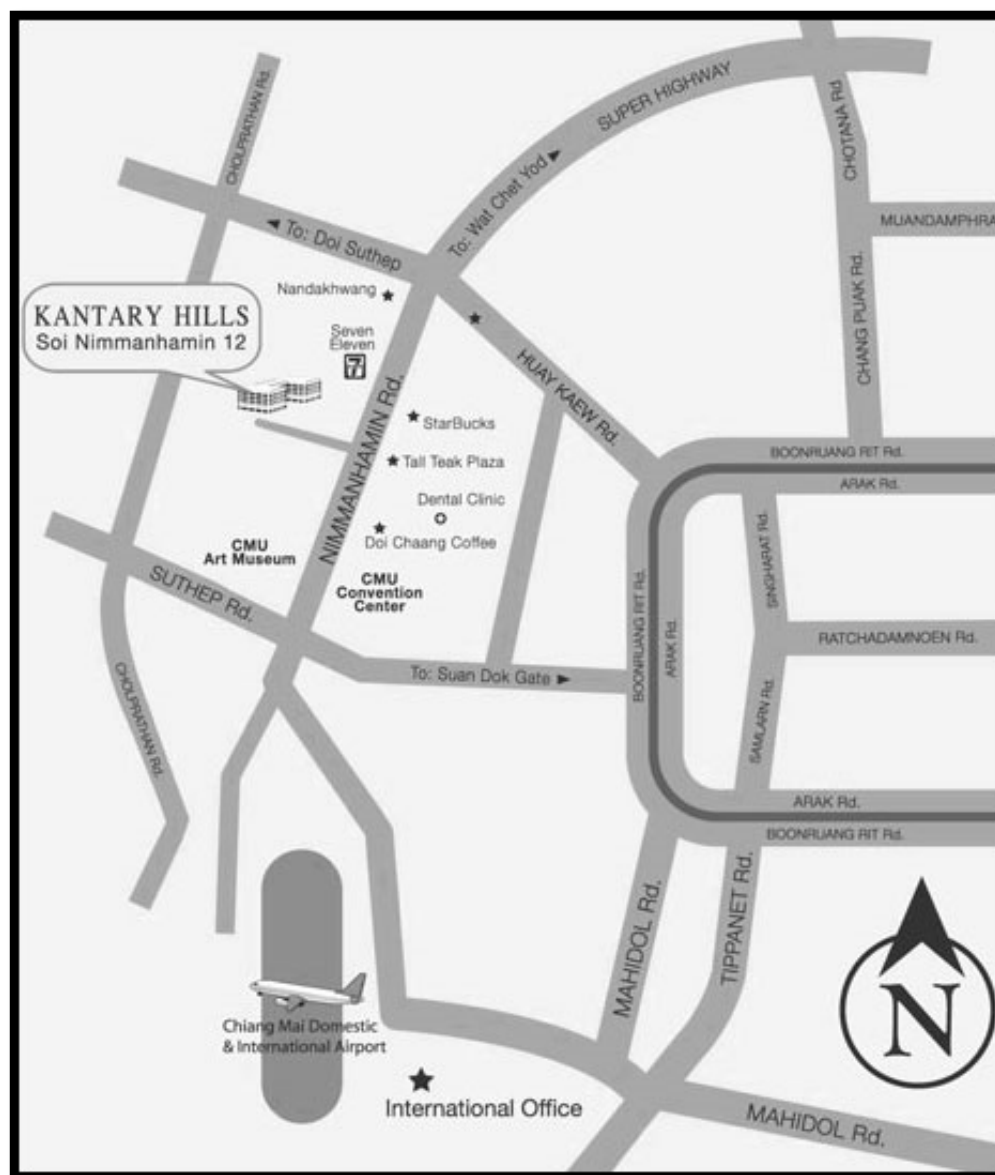 SUPER HIGHWAY
CHOLPRATHAN Rd.
CHOTANA Rd
To: Wat Chet Yod
MUANDAMPHRA
To: Doi Suthep
Nandakhwang
KANTARY HILLS
Soi Nimmanhamin 12
Seven
Eleven
7
CHANG PUAK Rd.
HUAY KAEW Rd.
NIMMANHAMIN Rd.
StarBucks
BOONRUANG RIT Rd.
Tall Teak Plaza
ARAK Rd.
Dental Clinic
Doi Chaang Coffee
SINGHARAT Rd.
CMU
Art Museum
CMU
Convention
Center
SUTHEP Rd.
BOONRUANG RIT Rd.
ARAK Rd.
RATCHADAMNOEN Rd.
To: Suan Dok Gate
CHOLPRATHAN Rd.
SAMLARN Rd.
ARAK Rd.
BOONRUANG RIT Rd.
MAHIDOL Rd.
TIPPANET Rd.
N
Chiang Mai Domestic
& International Airport
International Office
MAHIDOL Rd.